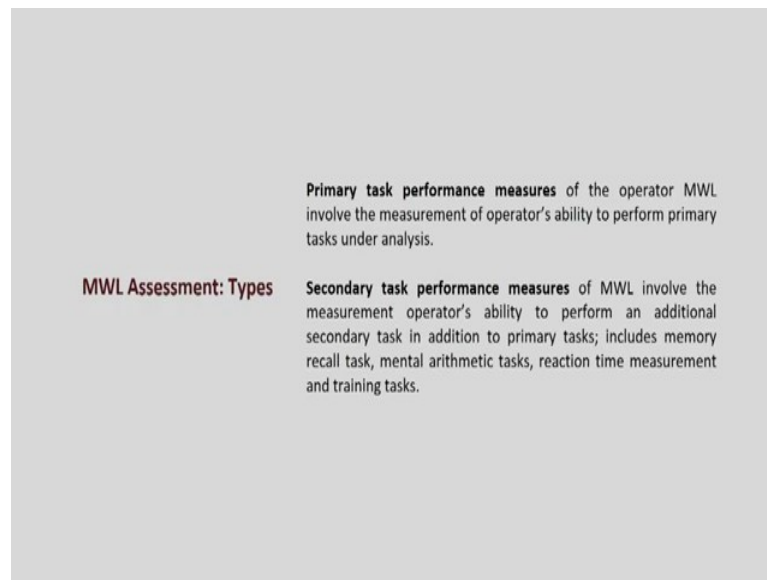 Primary task performance measures of the operator MWL
involve the measurement of operator's ability to perform primary
tasks under analysis.
MWL Assessment: Types
Secondary task performance measures of MWL involve the
measurement operator's ability to perform an additional
secondary task in addition to primary tasks; includes memory
recall task, mental arithmetic tasks, reaction time measurement
and training tasks.